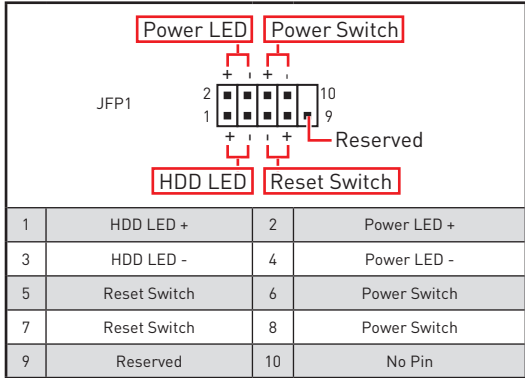 Power LED Power Switch
+ - + -
JFP1
2 10
1 9
+ - - +
Reserved
HDD LED Reset Switch
1 HDD LED + 2 Power LED +
3 HDD LED - 4 Power LED -
5 Reset Switch 6 Power Switch
7 Reset Switch 8 Power Switch
9 Reserved 10 No Pin